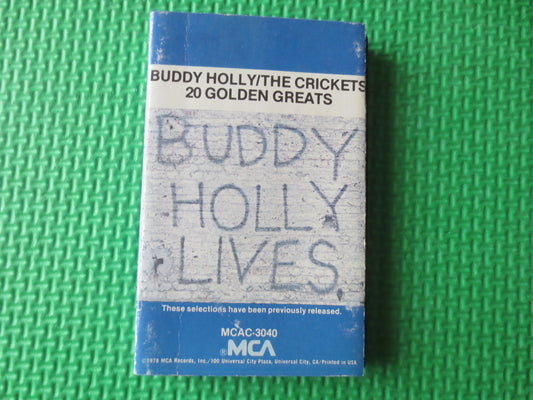 BUDDY HOLLY/THE CRICKETS
20 GOLDEN GREATS
BUDDY
HOLLY
LIVES.
These selections have been previously released.
MCAC-3040
®MCA
©1978 MCA Records, Inc./100 Universal City Plaza, Universal City, CA/Printed in USA